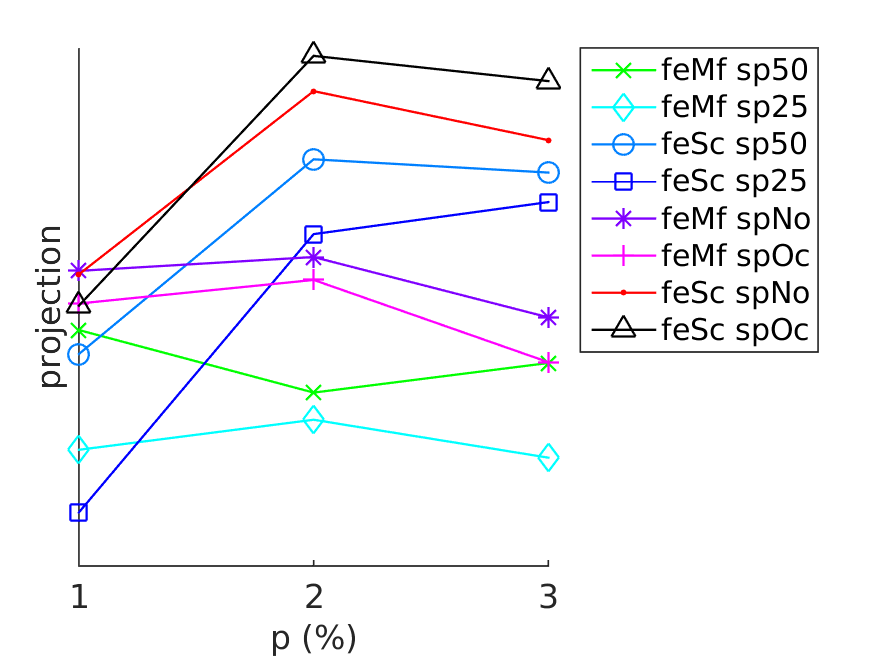 projection
1
2
3
p (%)
feMf sp50
feMf sp25
feSc sp50
feSc sp25
feMf spNo
feMf spOc
feSc spNo
feSc spOc